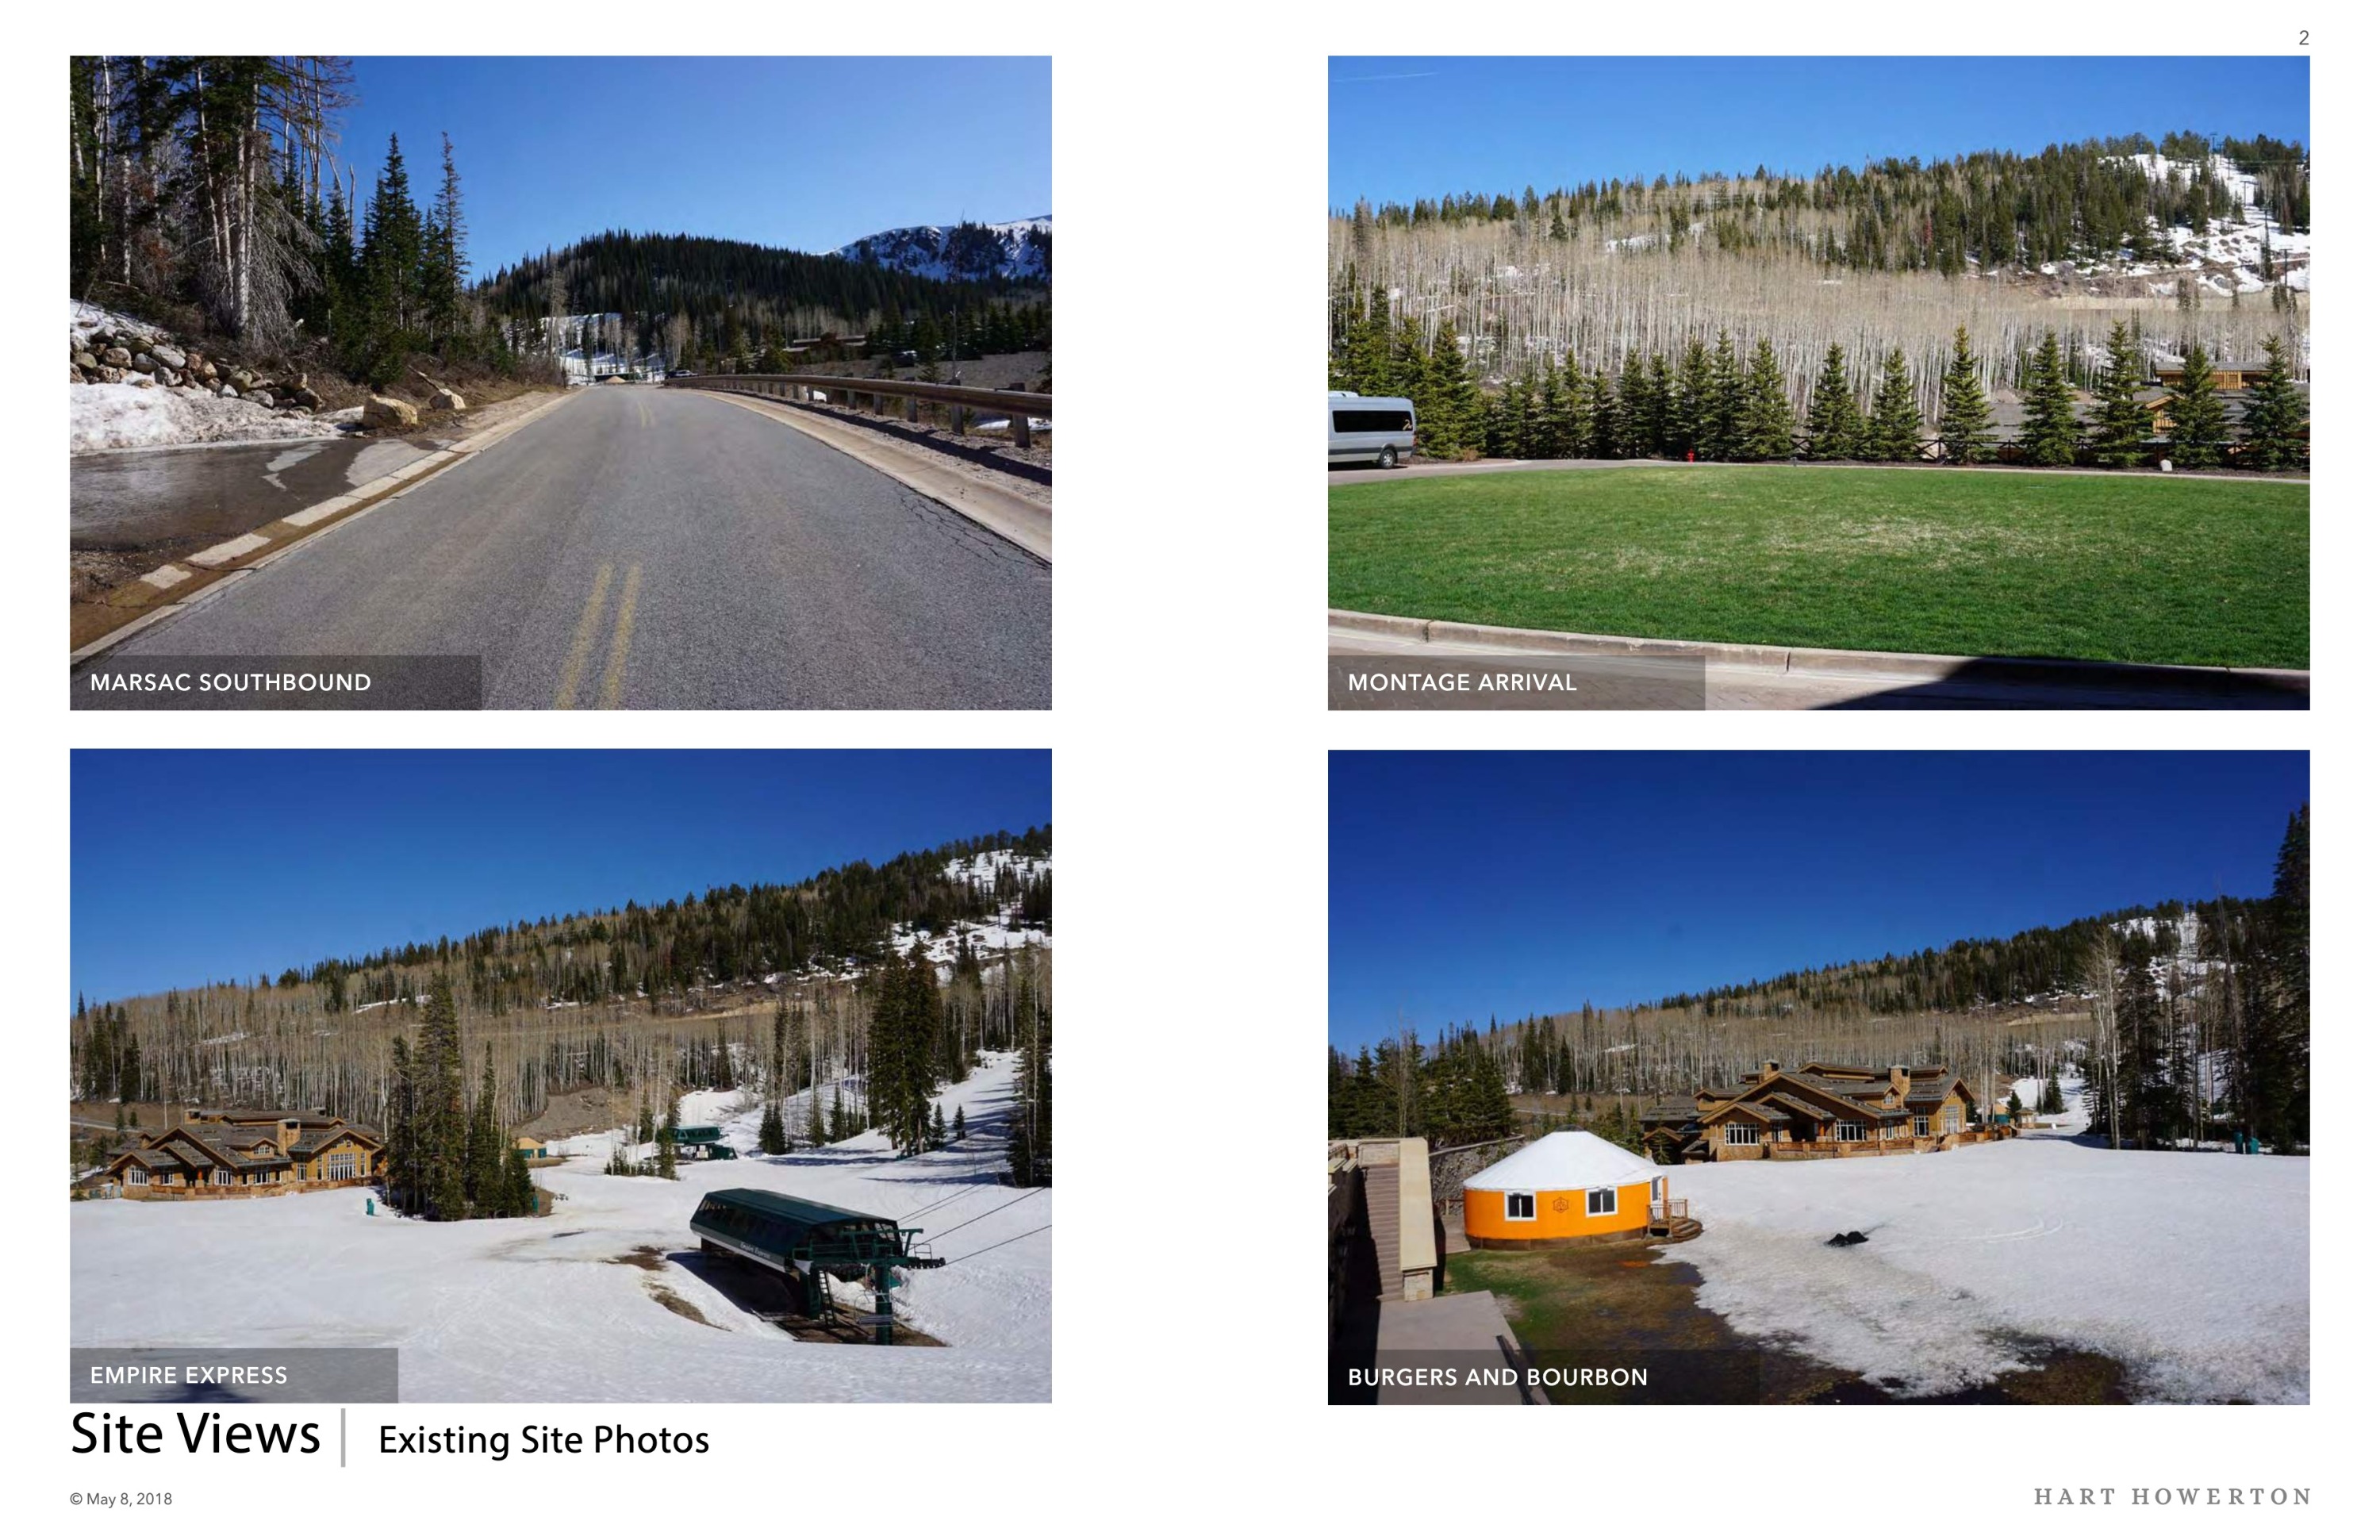 2
MARSAC SOUTHBOUND
MONTAGE ARRIVAL
EMPIRE EXPRESS
BURGERS AND BOURBON
Site Views | Existing Site Photos
© May 8, 2018
HART HOWERTON